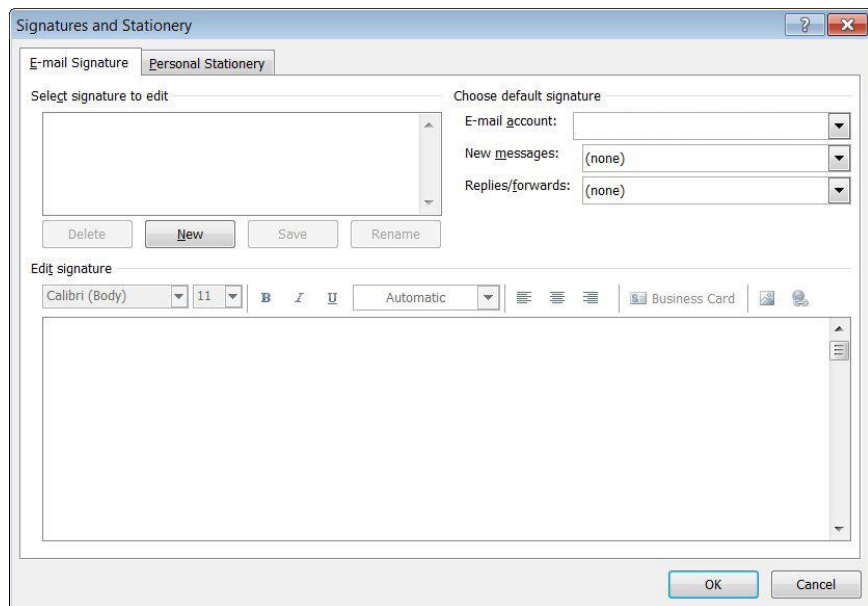 Signatures and Stationery
E-mail Signature Personal Stationery
Select signature to edit
Choose default signature
E-mail account:
New messages: (none)
Replies/forwards: (none)
Delete New Save Rename
Edit signature
Calibri (Body) 11 B I U Automatic Business Card
OK Cancel